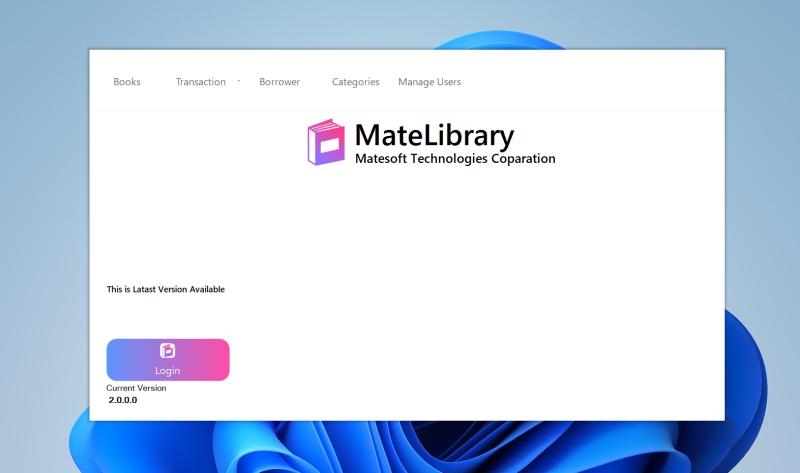 Books Transaction Borrower Categories Manage Users
MateLibrary
Matesoft Technologies Coparation
This is Latast Version Available
Login
Current Version
2.0.0.0